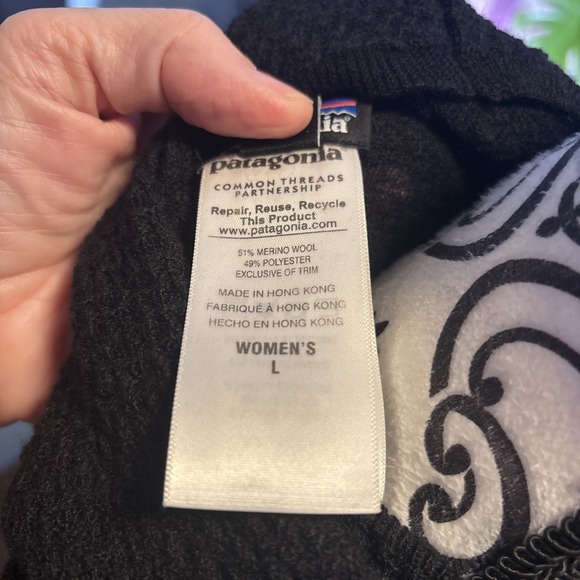 ia
patagonia
COMMON THREADS
PARTNERSHIP
Repair, Reuse, Recycle
This Product
www.patagonia.com
51% MERINO WOOL
49% POLYESTER
EXCLUSIVE OF TRIM
MADE IN HONG KONG
FABRIQUÉ À HONG KONG
HECHO EN HONG KONG
WOMEN'S
L